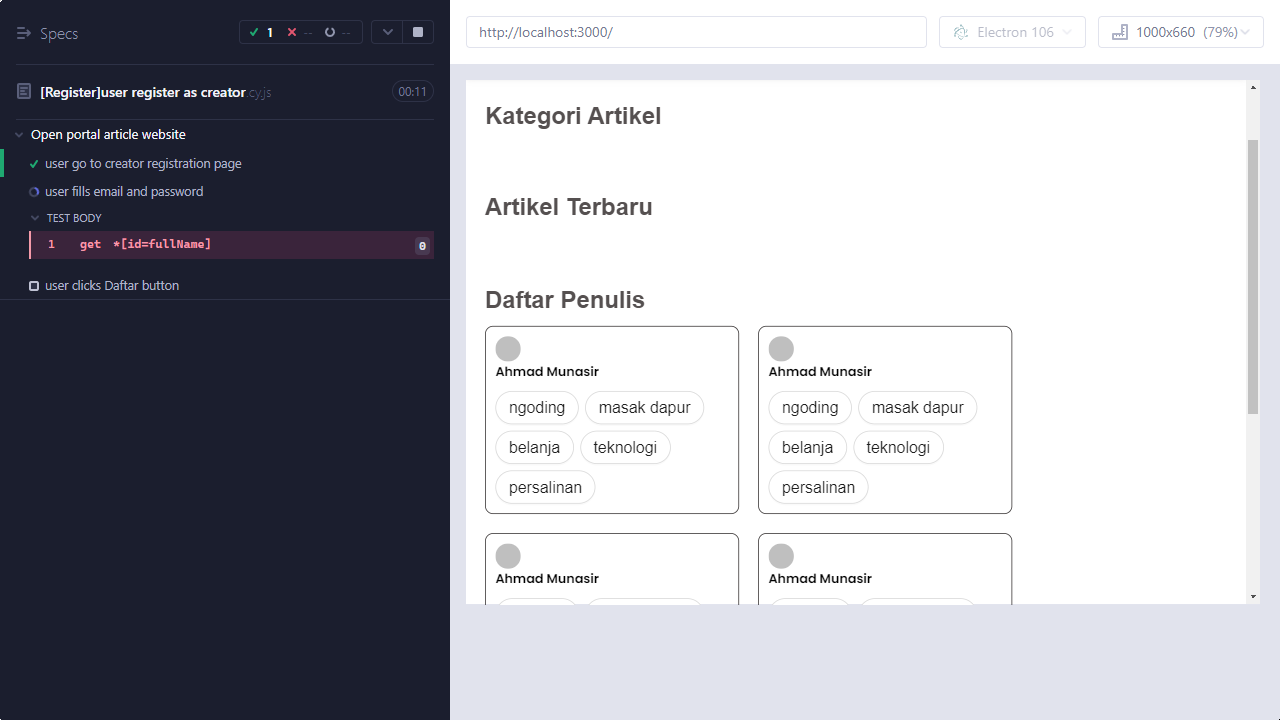 Specs
1
--
--
[Register]user register as creator.cy.js
00:11
Open portal article website
user go to creator registration page
user fills email and password
TEST BODY
1 get *[id=fullName] 0
user clicks Daftar button
http://localhost:3000/
Electron 106
1000x660 (79%)
Kategori Artikel
Artikel Terbaru
Daftar Penulis
Ahmad Munasir
ngoding masak dapur
belanja teknologi
persalinan
Ahmad Munasir
ngoding masak dapur
belanja teknologi
persalinan
Ahmad Munasir
Ahmad Munasir